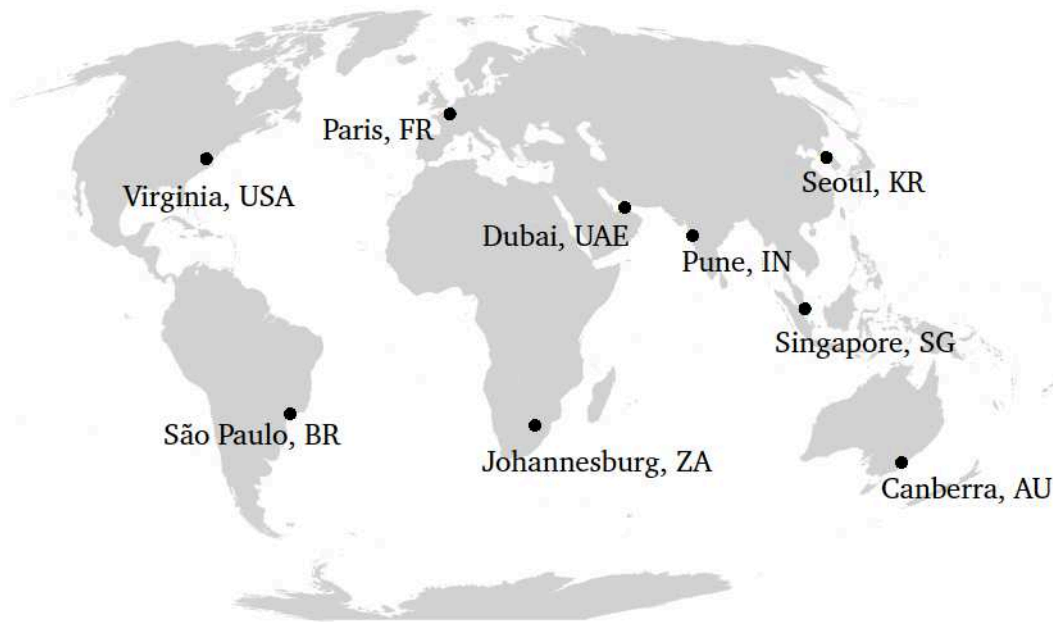 Paris, FR
Seoul, KR
Virginia, USA
Dubai, UAE
Pune, IN
Singapore, SG
São Paulo, BR
Johannesburg, ZA
Canberra, AU